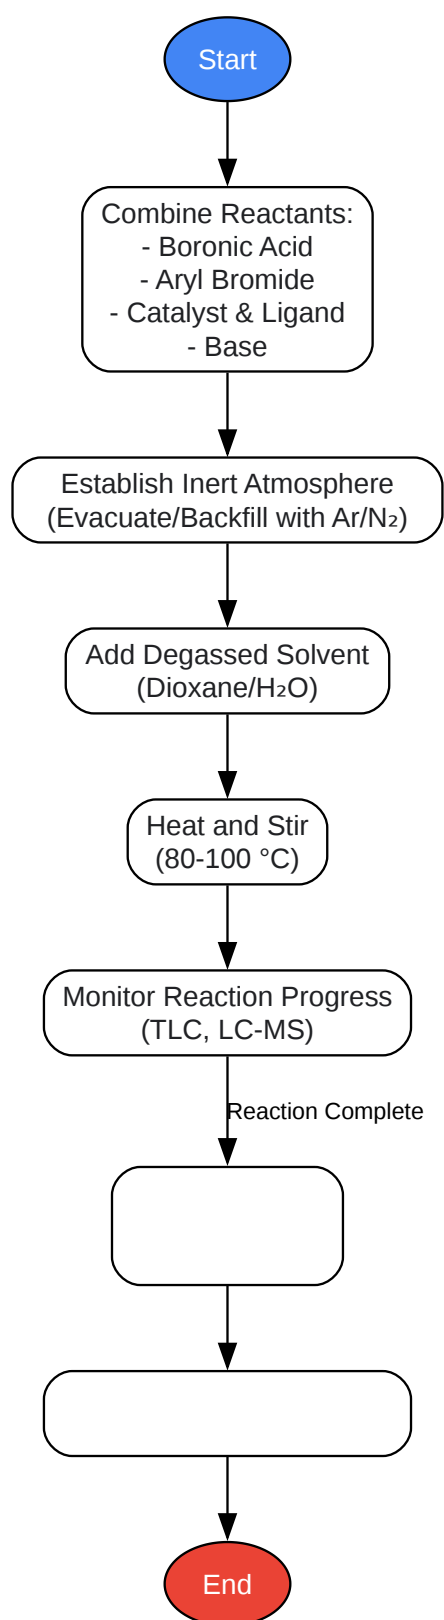 Start
Combine Reactants:
- Boronic Acid
- Aryl Bromide
- Catalyst & Ligand
- Base
Establish Inert Atmosphere
(Evacuate/Backfill with Ar/N₂)
Add Degassed Solvent
(Dioxane/H₂O)
Heat and Stir
(80-100 °C)
Monitor Reaction Progress
(TLC, LC-MS)
Reaction Complete
End